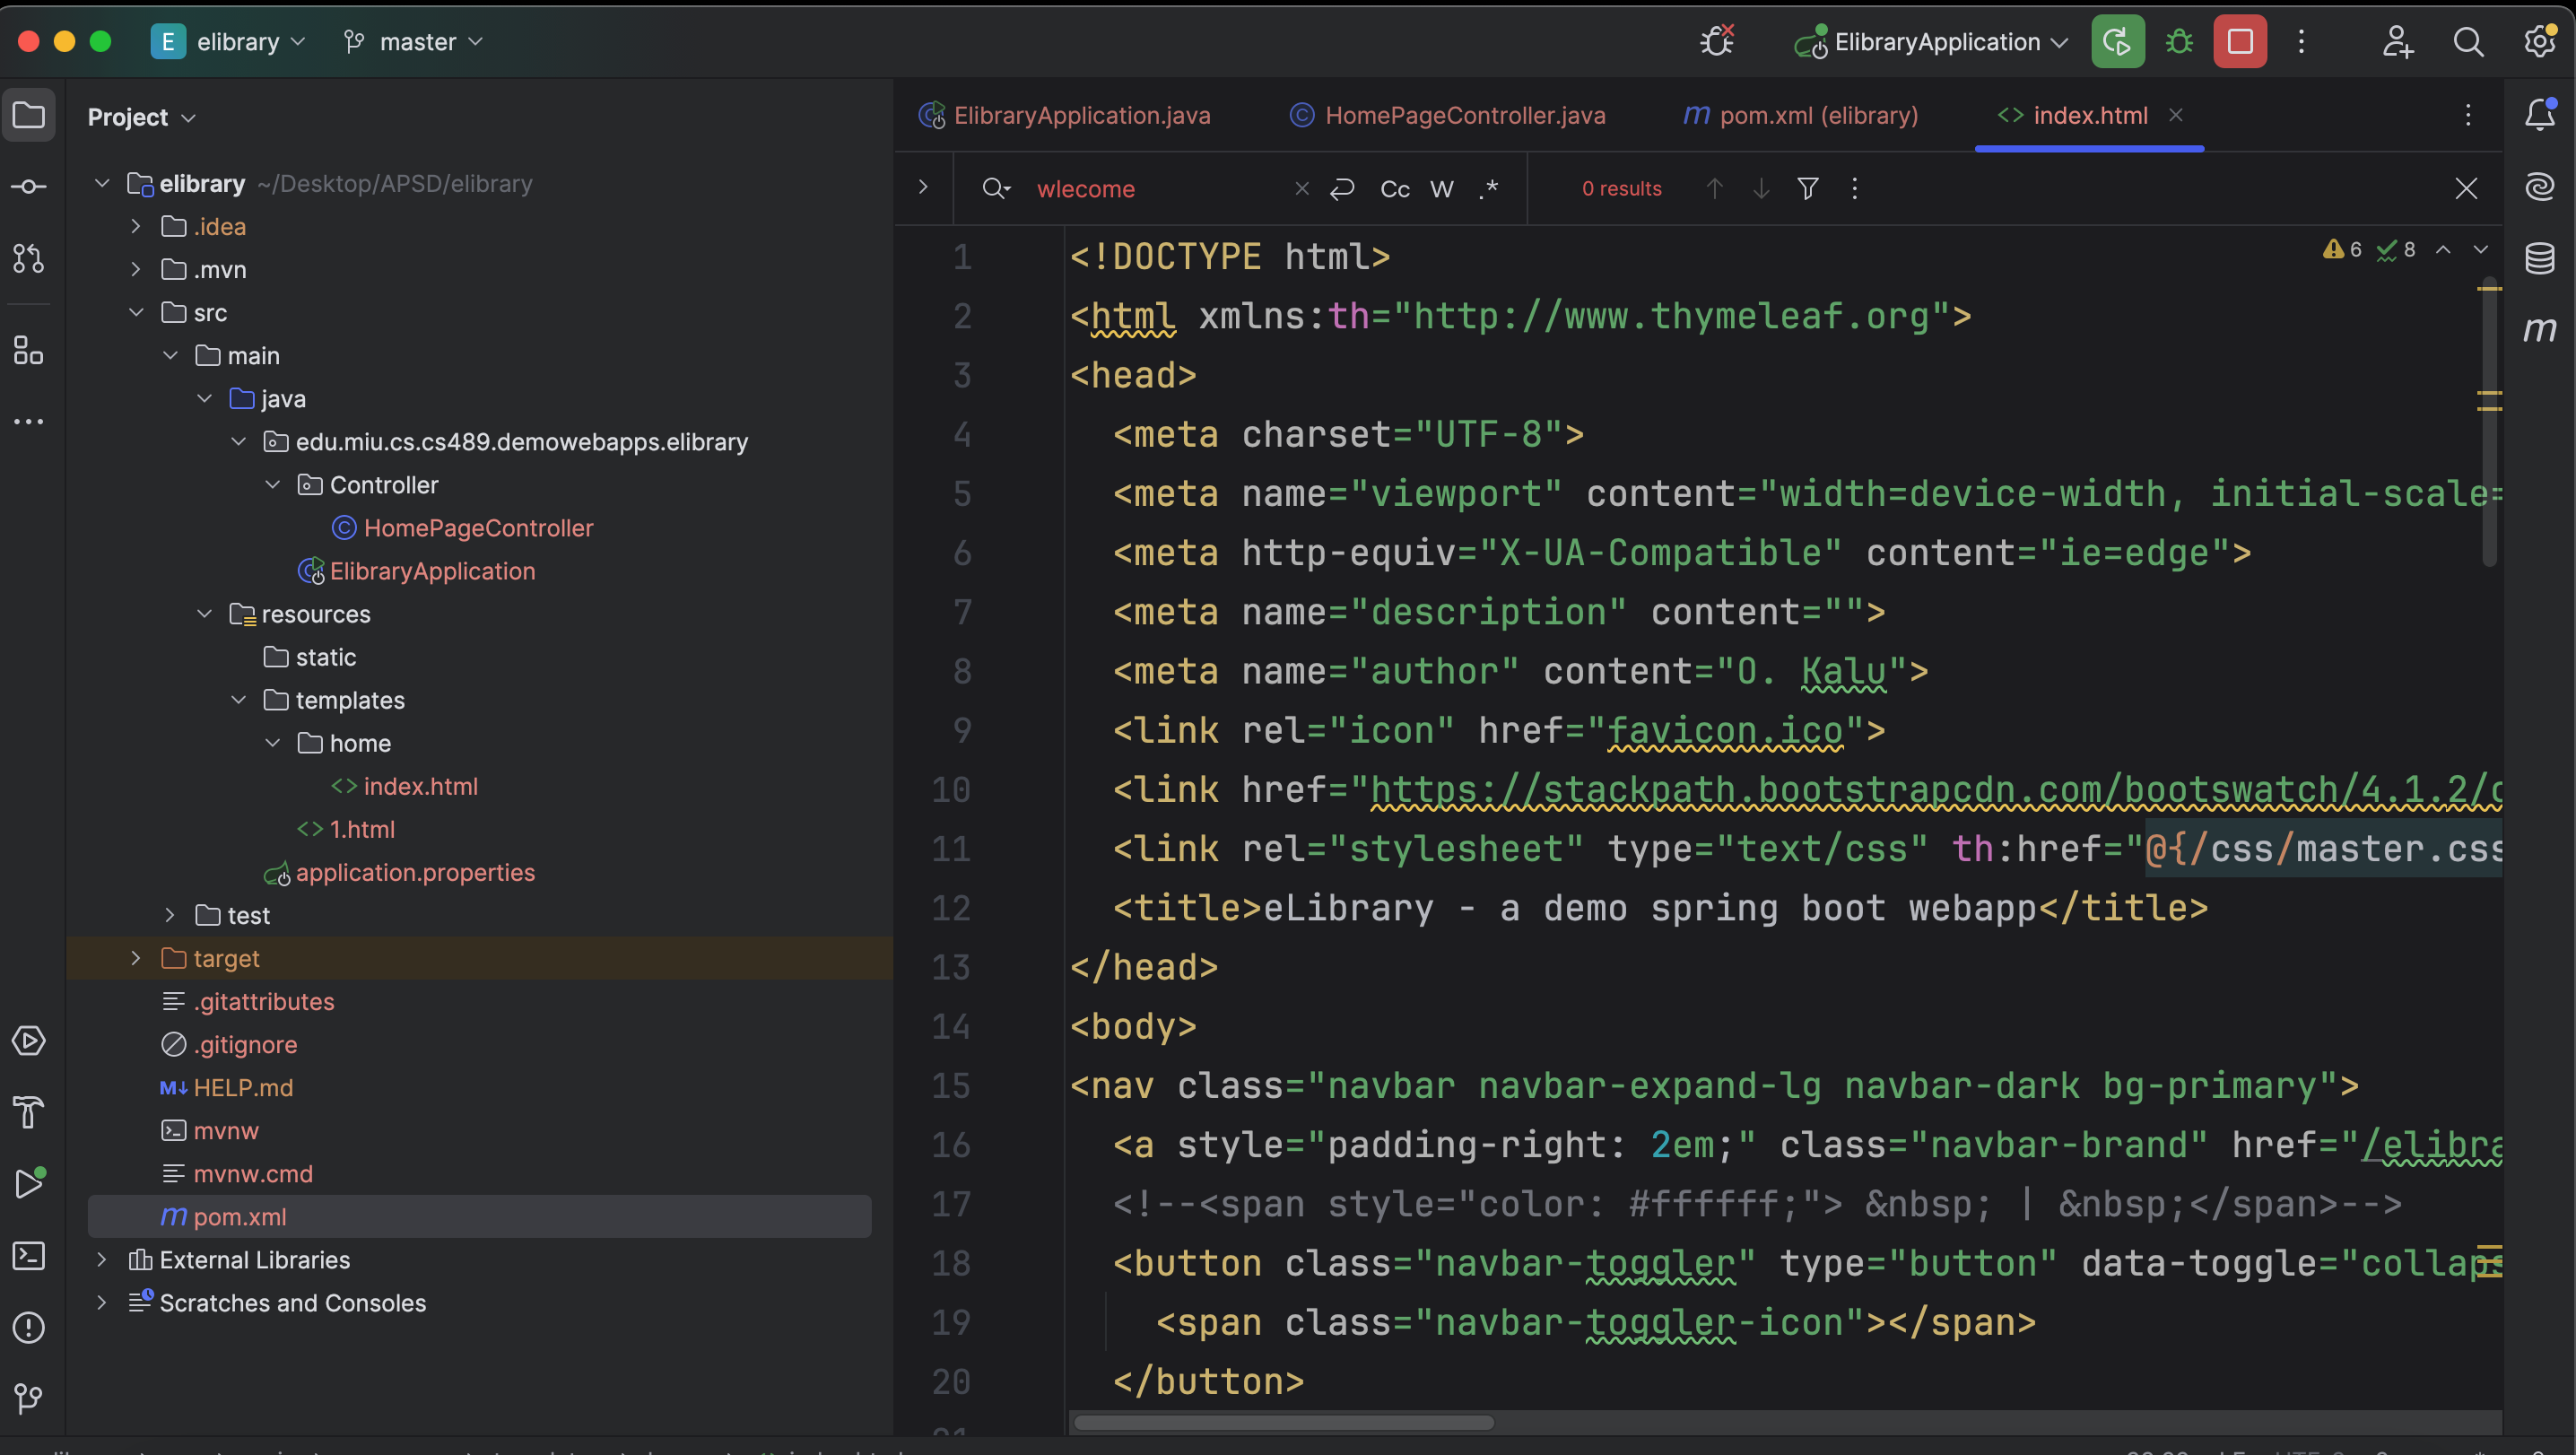 E elibrary master ElibraryApplication
Project
elibrary ~/Desktop/APSD/elibrary
.idea
.mvn
src
main
java
edu.miu.cs.cs489.demowebapps.elibrary
Controller
HomePageController
ElibraryApplication
resources
static
templates
home
index.html
1.html
application.properties
test
target
.gitattributes
.gitignore
HELP.md
mvnw
mvnw.cmd
pom.xml
External Libraries
Scratches and Consoles
ElibraryApplication.java HomePageController.java pom.xml (elibrary) index.html
wlecome Cc W .* 0 results
6 8
1 <!DOCTYPE html>
2 <html xmlns:th="http://www.thymeleaf.org">
3 <head>
4 <meta charset="UTF-8">
5 <meta name="viewport" content="width=device-width, initial-scale=
6 <meta http-equiv="X-UA-Compatible" content="ie=edge">
7 <meta name="description" content="">
8 <meta name="author" content="O. Kalu">
9 <link rel="icon" href="favicon.ico">
10 <link href="https://stackpath.bootstrapcdn.com/bootswatch/4.1.2/
11 <link rel="stylesheet" type="text/css" th:href="@{/css/master.css
12 <title>eLibrary - a demo spring boot webapp</title>
13 </head>
14 <body>
15 <nav class="navbar navbar-expand-lg navbar-dark bg-primary">
16 <a style="padding-right: 2em;" class="navbar-brand" href="/elibra
17 <!--<span style="color: #ffffff;"> &nbsp; | &nbsp;</span>-->
18 <button class="navbar-toggler" type="button" data-toggle="collaps
19 <span class="navbar-toggler-icon"></span>
20 </button>